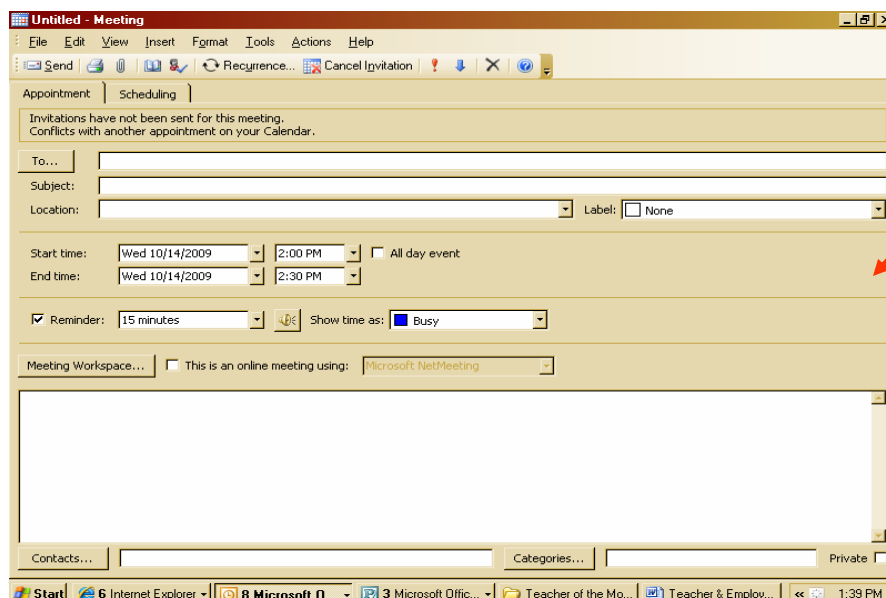 Untitled - Meeting
File Edit View Insert Format Tools Actions Help
Send Recurrence... Cancel Invitation
Appointment Scheduling
Invitations have not been sent for this meeting.
Conflicts with another appointment on your Calendar.
To...
Subject:
Location: Label: None
Start time: Wed 10/14/2009 2:00 PM All day event
End time: Wed 10/14/2009 2:30 PM
Reminder: 15 minutes Show time as: Busy
Meeting Workspace... This is an online meeting using: Microsoft NetMeeting
Contacts... Categories... Private
Start 6 Internet Explorer 8 Microsoft O... 3 Microsoft Offic... Teacher of the Mo... Teacher & Employ... « 1:39 PM